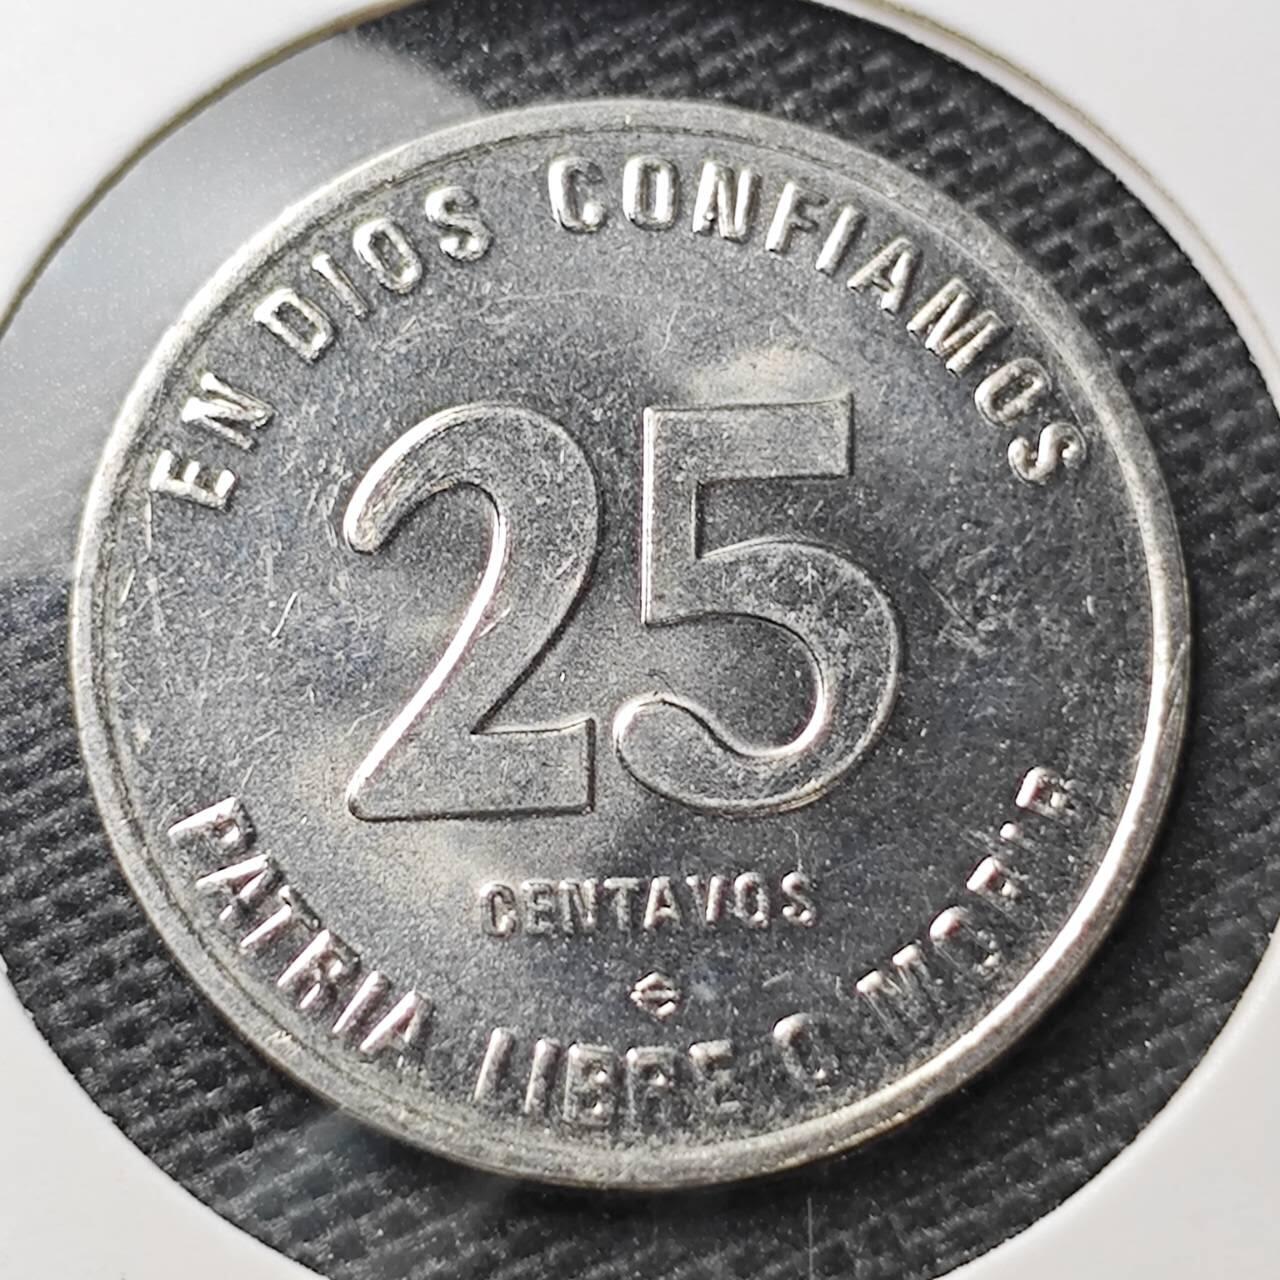 EN DIOS CONFIAMOS
25
CENTAVOS
PATRIA LIBRE O MORIR